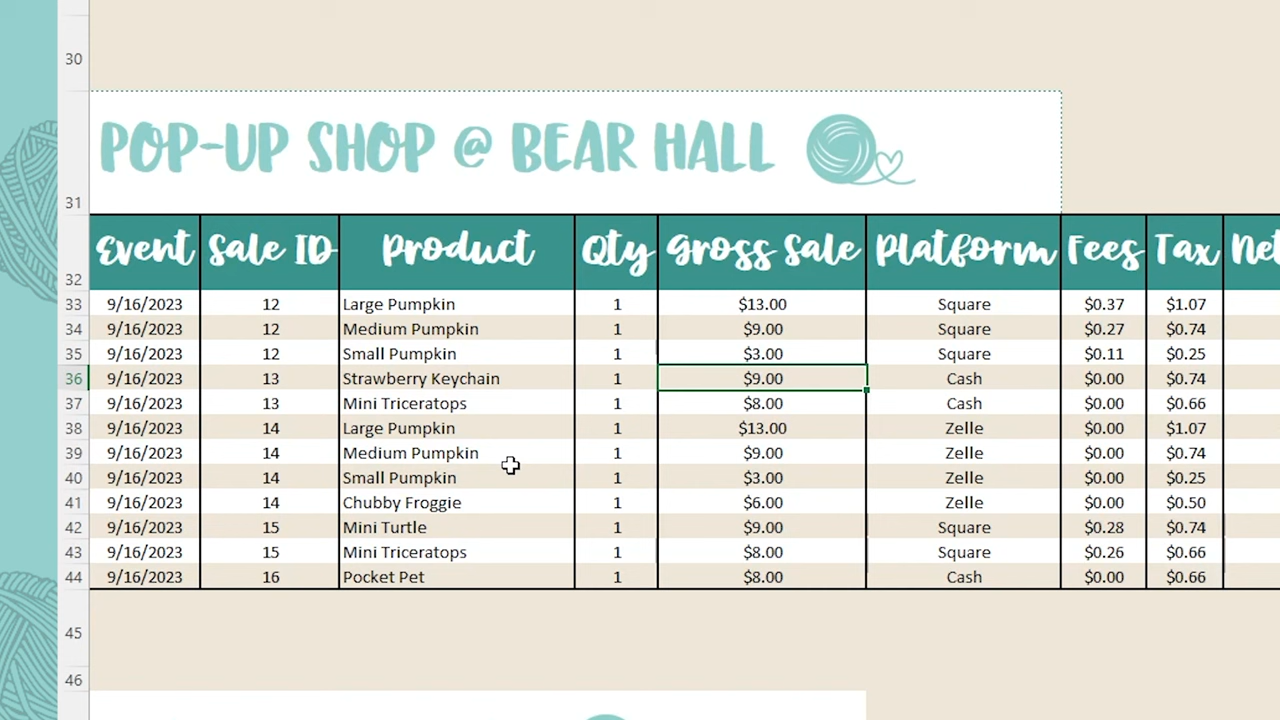 30
POP-UP SHOP @ BEAR HALL
31
Event Sale ID Product Qty Gross Sale Platform Fees Tax Net
32
33 9/16/2023 12 Large Pumpkin 1 $13.00 Square $0.37 $1.07
34 9/16/2023 12 Medium Pumpkin 1 $9.00 Square $0.27 $0.74
35 9/16/2023 12 Small Pumpkin 1 $3.00 Square $0.11 $0.25
36 9/16/2023 13 Strawberry Keychain 1 $9.00 Cash $0.00 $0.74
37 9/16/2023 13 Mini Triceratops 1 $8.00 Cash $0.00 $0.66
38 9/16/2023 14 Large Pumpkin 1 $13.00 Zelle $0.00 $1.07
39 9/16/2023 14 Medium Pumpkin 1 $9.00 Zelle $0.00 $0.74
40 9/16/2023 14 Small Pumpkin 1 $3.00 Zelle $0.00 $0.25
41 9/16/2023 14 Chubby Froggie 1 $6.00 Zelle $0.00 $0.50
42 9/16/2023 15 Mini Turtle 1 $9.00 Square $0.28 $0.74
43 9/16/2023 15 Mini Triceratops 1 $8.00 Square $0.26 $0.66
44 9/16/2023 16 Pocket Pet 1 $8.00 Cash $0.00 $0.66
45
46